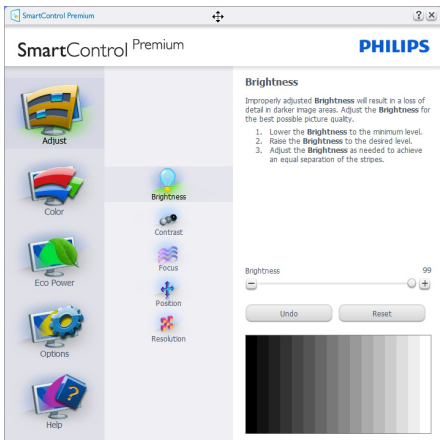 SmartControl Premium
SmartControl Premium
PHILIPS
Adjust
Color
Eco Power
Options
Help
Brightness
Contrast
Focus
Position
Resolution
Brightness
Improperly adjusted Brightness will result in a loss of
detail in darker image areas. Adjust the Brightness for
the best possible picture quality.
1. Lower the Brightness to the minimum level.
2. Raise the Brightness to the desired level.
3. Adjust the Brightness as needed to achieve
an equal separation of the stripes.
Brightness 99
Undo Reset